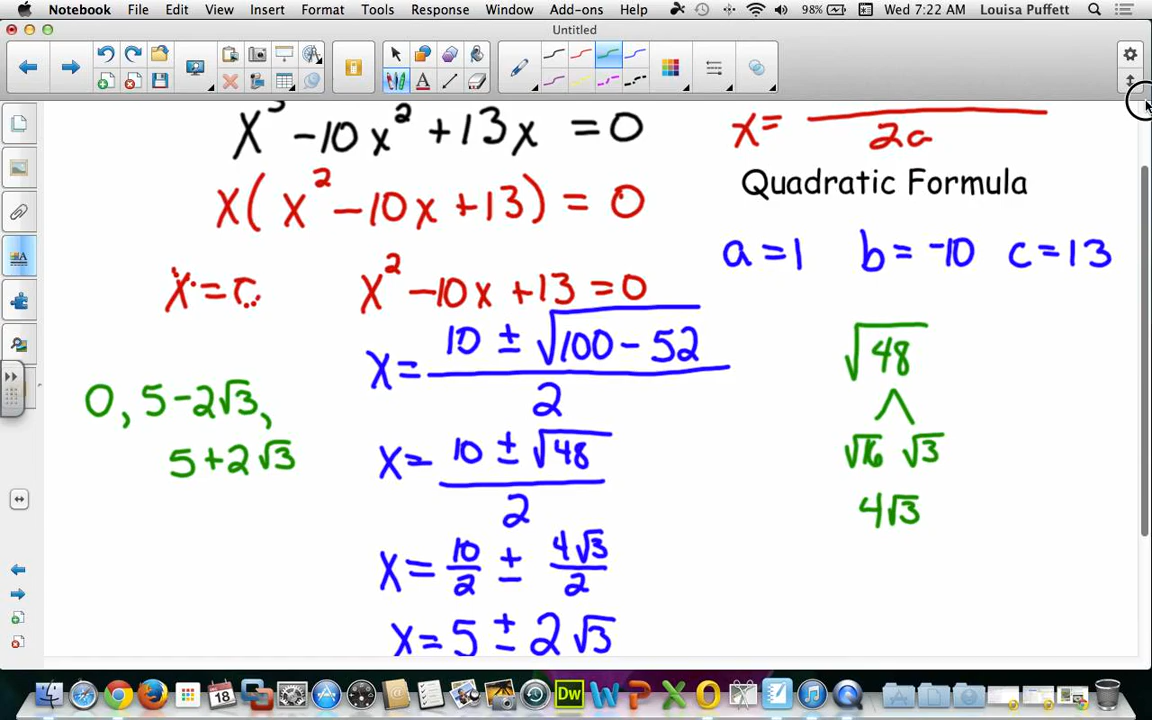 Notebook File Edit View Insert Format Tools Response Window Add-ons Help 98% Wed 7:22 AM Louisa Puffett
Untitled
x³ -10x² +13x = 0
x(x² -10x +13) = 0
x = 0
x² -10x +13 = 0
x = (10 ± √(100 - 52)) / 2
x = (10 ± √48) / 2
x = 10/2 ± 4√3/2
x = 5 ± 2√3
0, 5-2√3,
5+2√3
x = 2a
Quadratic Formula
a = 1 b = -10 c = 13
√48
√16 √3
4√3
18
Dw